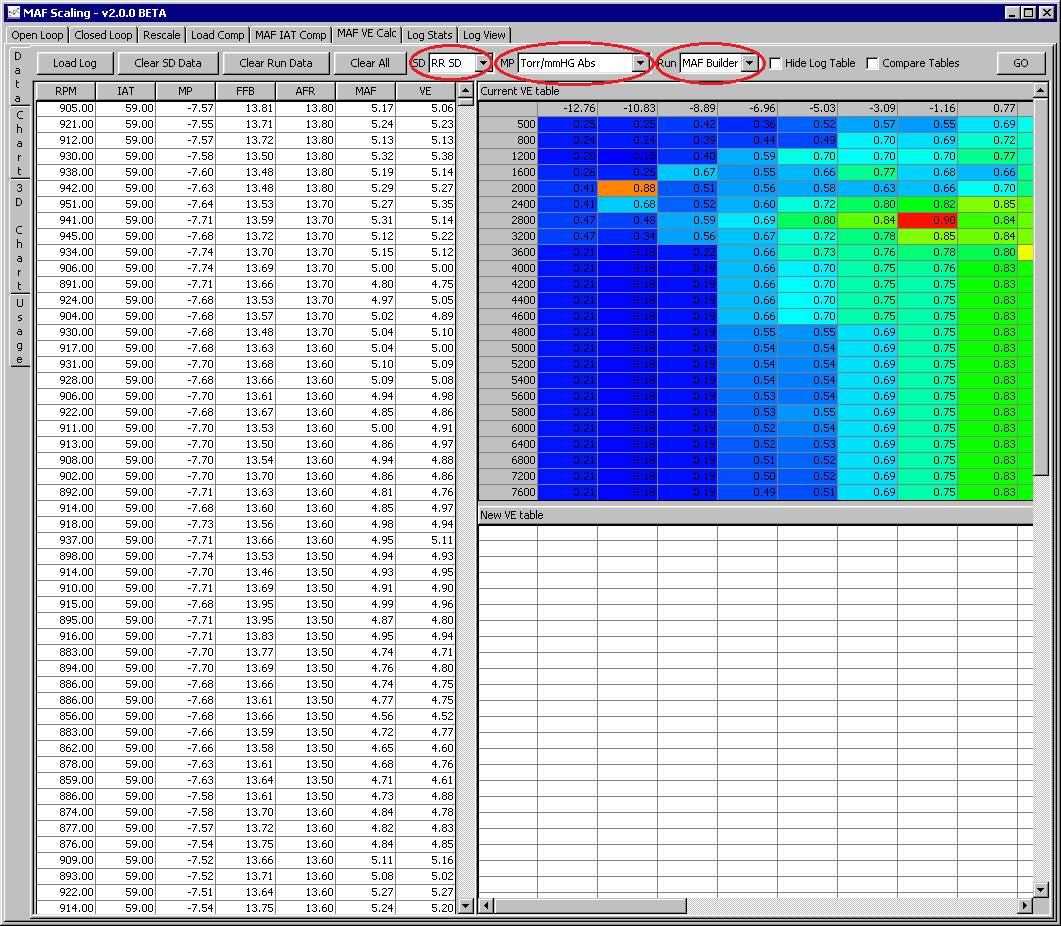 MAF Scaling - v2.0.0 BETA
Open Loop Closed Loop Rescale Load Comp MAF IAT Comp MAF VE Calc Log Stats Log View
Data
Chart
3D Chart
Usage
Load Log Clear SD Data Clear Run Data Clear All SD RR SD MP Torr/mmHG Abs Run MAF Builder Hide Log Table Compare Tables GO
RPM IAT MP FFB AFR MAF VE
905.00 59.00 -7.57 13.81 13.80 5.17 5.06
921.00 59.00 -7.55 13.71 13.80 5.24 5.23
912.00 59.00 -7.57 13.72 13.80 5.13 5.13
930.00 59.00 -7.58 13.50 13.80 5.32 5.38
938.00 59.00 -7.60 13.48 13.80 5.19 5.14
942.00 59.00 -7.63 13.48 13.80 5.29 5.27
951.00 59.00 -7.64 13.53 13.70 5.27 5.35
941.00 59.00 -7.71 13.59 13.70 5.31 5.14
945.00 59.00 -7.68 13.72 13.70 5.12 5.22
934.00 59.00 -7.74 13.70 13.70 5.15 5.12
906.00 59.00 -7.74 13.69 13.70 5.00 5.00
891.00 59.00 -7.71 13.66 13.70 4.80 4.75
924.00 59.00 -7.68 13.53 13.70 4.97 5.05
904.00 59.00 -7.68 13.57 13.70 5.02 4.89
930.00 59.00 -7.68 13.48 13.70 5.04 5.10
917.00 59.00 -7.68 13.63 13.60 5.04 5.00
931.00 59.00 -7.70 13.68 13.60 5.10 5.09
928.00 59.00 -7.68 13.66 13.60 5.09 5.08
906.00 59.00 -7.70 13.61 13.60 4.94 4.98
922.00 59.00 -7.68 13.67 13.60 4.85 4.86
911.00 59.00 -7.70 13.53 13.60 5.00 4.91
913.00 59.00 -7.70 13.50 13.60 4.86 4.97
908.00 59.00 -7.70 13.54 13.60 4.94 4.88
902.00 59.00 -7.70 13.70 13.60 4.86 4.86
892.00 59.00 -7.71 13.63 13.60 4.81 4.76
914.00 59.00 -7.68 13.60 13.60 4.85 4.97
918.00 59.00 -7.73 13.56 13.60 4.98 4.94
937.00 59.00 -7.71 13.66 13.60 4.95 5.11
898.00 59.00 -7.74 13.53 13.50 4.94 4.93
914.00 59.00 -7.70 13.46 13.50 4.93 4.95
910.00 59.00 -7.71 13.69 13.50 4.91 4.90
915.00 59.00 -7.68 13.95 13.50 4.99 4.96
895.00 59.00 -7.71 13.95 13.50 4.87 4.80
916.00 59.00 -7.71 13.83 13.50 4.95 4.94
883.00 59.00 -7.70 13.77 13.50 4.74 4.71
894.00 59.00 -7.70 13.69 13.50 4.76 4.80
886.00 59.00 -7.68 13.66 13.50 4.74 4.75
886.00 59.00 -7.68 13.61 13.50 4.77 4.75
856.00 59.00 -7.68 13.66 13.50 4.56 4.52
883.00 59.00 -7.66 13.59 13.50 4.72 4.77
862.00 59.00 -7.66 13.58 13.50 4.65 4.60
878.00 59.00 -7.63 13.61 13.50 4.68 4.76
859.00 59.00 -7.63 13.64 13.50 4.71 4.61
886.00 59.00 -7.58 13.61 13.50 4.73 4.88
874.00 59.00 -7.58 13.70 13.60 4.84 4.78
877.00 59.00 -7.57 13.72 13.60 4.82 4.83
876.00 59.00 -7.54 13.75 13.60 4.84 4.85
909.00 59.00 -7.52 13.66 13.60 5.11 5.16
893.00 59.00 -7.52 13.71 13.60 5.08 5.02
922.00 59.00 -7.51 13.64 13.60 5.27 5.27
914.00 59.00 -7.54 13.75 13.60 5.24 5.20
Current VE table
-12.76 -10.83 -8.89 -6.96 -5.03 -3.09 -1.16 0.77
500 0.25 0.25 0.42 0.36 0.52 0.57 0.55 0.69
800 0.24 0.24 0.39 0.44 0.49 0.70 0.69 0.72
1200 0.20 0.15 0.40 0.59 0.70 0.70 0.70 0.77
1600 0.26 0.26 0.67 0.55 0.66 0.77 0.68 0.66
2000 0.41 0.88 0.51 0.56 0.58 0.63 0.66 0.70
2400 0.41 0.68 0.52 0.60 0.72 0.80 0.82 0.85
2800 0.47 0.48 0.59 0.69 0.80 0.84 0.90 0.84
3200 0.47 0.34 0.56 0.67 0.72 0.78 0.85 0.84
3600 0.21 0.16 0.22 0.66 0.73 0.76 0.78 0.80
4000 0.21 0.16 0.19 0.66 0.70 0.75 0.76 0.83
4200 0.21 0.16 0.19 0.66 0.70 0.75 0.75 0.83
4400 0.21 0.16 0.19 0.66 0.70 0.75 0.75 0.83
4600 0.21 0.16 0.19 0.66 0.70 0.75 0.75 0.83
4800 0.21 0.16 0.19 0.55 0.55 0.69 0.75 0.83
5000 0.21 0.16 0.19 0.54 0.54 0.69 0.75 0.83
5200 0.21 0.16 0.19 0.54 0.54 0.69 0.75 0.83
5400 0.21 0.16 0.19 0.54 0.54 0.69 0.75 0.83
5600 0.21 0.16 0.19 0.53 0.54 0.69 0.75 0.83
5800 0.21 0.16 0.19 0.53 0.55 0.69 0.75 0.83
6000 0.21 0.16 0.19 0.52 0.54 0.69 0.75 0.83
6400 0.21 0.16 0.19 0.52 0.53 0.69 0.75 0.83
6800 0.21 0.16 0.19 0.51 0.52 0.69 0.75 0.83
7200 0.21 0.16 0.19 0.50 0.52 0.69 0.75 0.83
7600 0.21 0.16 0.19 0.49 0.51 0.69 0.75 0.83
New VE table